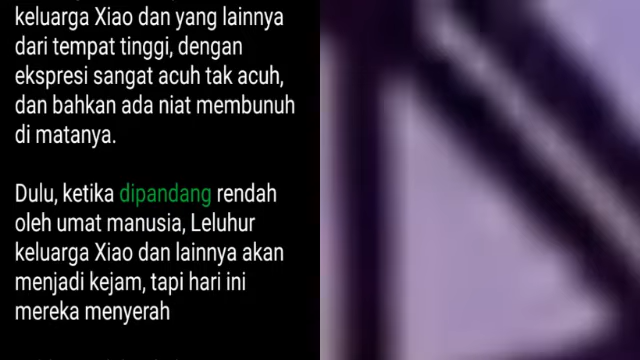 keluarga Xiao dan yang lainnya
dari tempat tinggi, dengan
ekspresi sangat acuh tak acuh,
dan bahkan ada niat membunuh
di matanya.
Dulu, ketika dipandang rendah
oleh umat manusia, Leluhur
keluarga Xiao dan lainnya akan
menjadi kejam, tapi hari ini
mereka menyerah